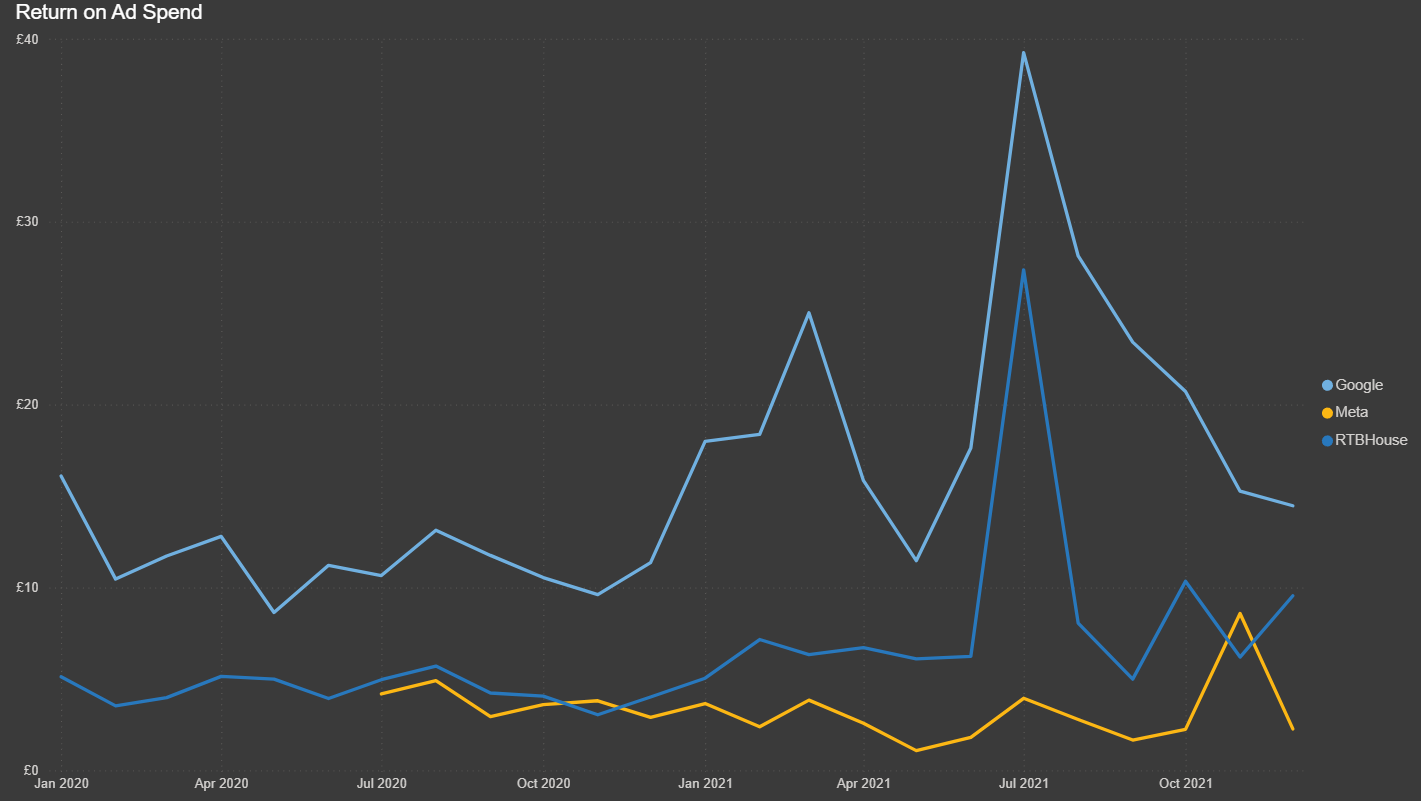 Return on Ad Spend
£40
£30
£20
£10
£0
Jan 2020
Apr 2020
Jul 2020
Oct 2020
Jan 2021
Apr 2021
Jul 2021
Oct 2021
Google
Meta
RTBHouse